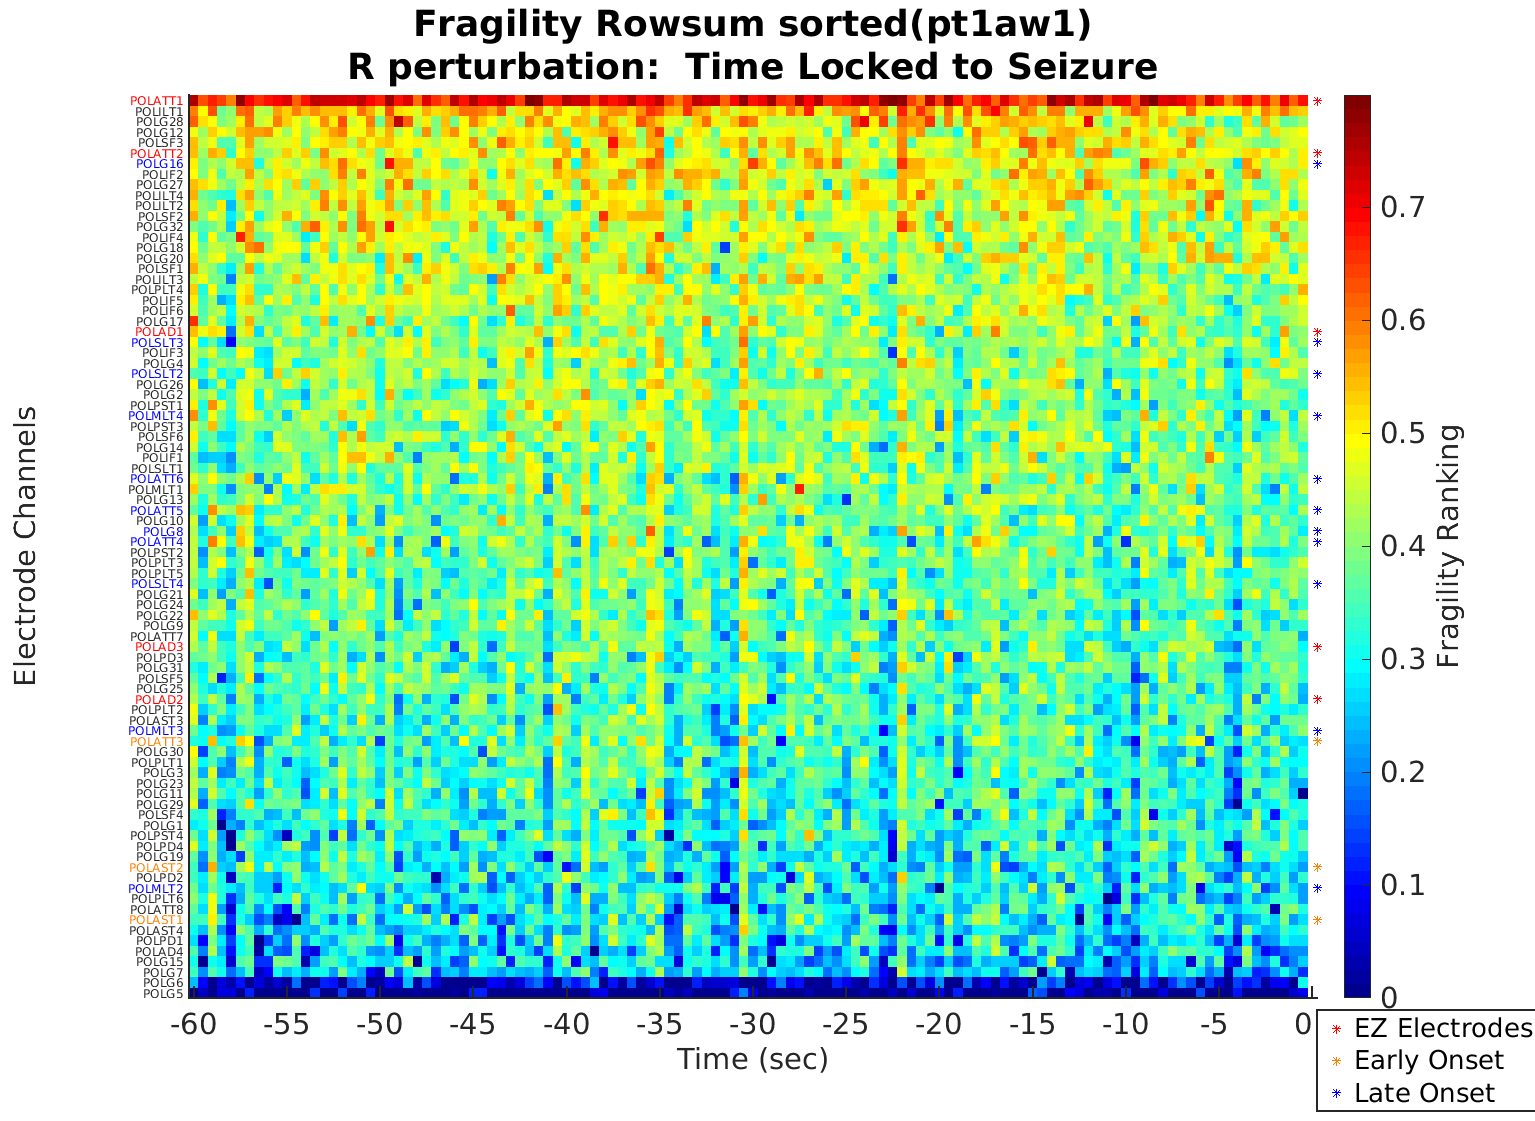 Fragility Rowsum sorted(pt1aw1)
R perturbation:  Time Locked to Seizure
POLATT1
POLILT1
POLG28
POLG12
POLSF3
POLATT2
POLG16
POLIF2
POLG27
POLILT4
POLILT2
POLSF2
POLG32
POLIF4
POLG18
POLG20
POLSF1
POLILT3
POLPLT4
POLIF5
POLIF6
POLG17
POLAD1
POLSLT3
POLIF3
POLG4
POLSLT2
POLG26
POLG2
POLPST1
POLMLT4
POLPST3
POLSF6
POLG14
POLIF1
POLSLT1
POLATT6
POLMLT1
POLG13
POLATT5
POLG10
POLG8
POLATT4
POLPST2
POLPLT3
POLPLT5
POLSLT4
POLG21
POLG24
POLG22
POLG9
POLATT7
POLAD3
POLPD3
POLG31
POLSF5
POLG25
POLAD2
POLPLT2
POLAST3
POLMLT3
POLATT3
POLG30
POLPLT1
POLG3
POLG23
POLG11
POLG29
POLSF4
POLG1
POLPST4
POLPD4
POLG19
POLAST2
POLPD2
POLMLT2
POLPLT6
POLATT8
POLAST1
POLAST4
POLPD1
POLAD4
POLG15
POLG7
POLG6
POLG5
Electrode Channels
-60 -55 -50 -45 -40 -35 -30 -25 -20 -15 -10 -5 0
Time (sec)
0.7
0.6
0.5
0.4
0.3
0.2
0.1
0
Fragility Ranking
EZ Electrodes
Early Onset
Late Onset